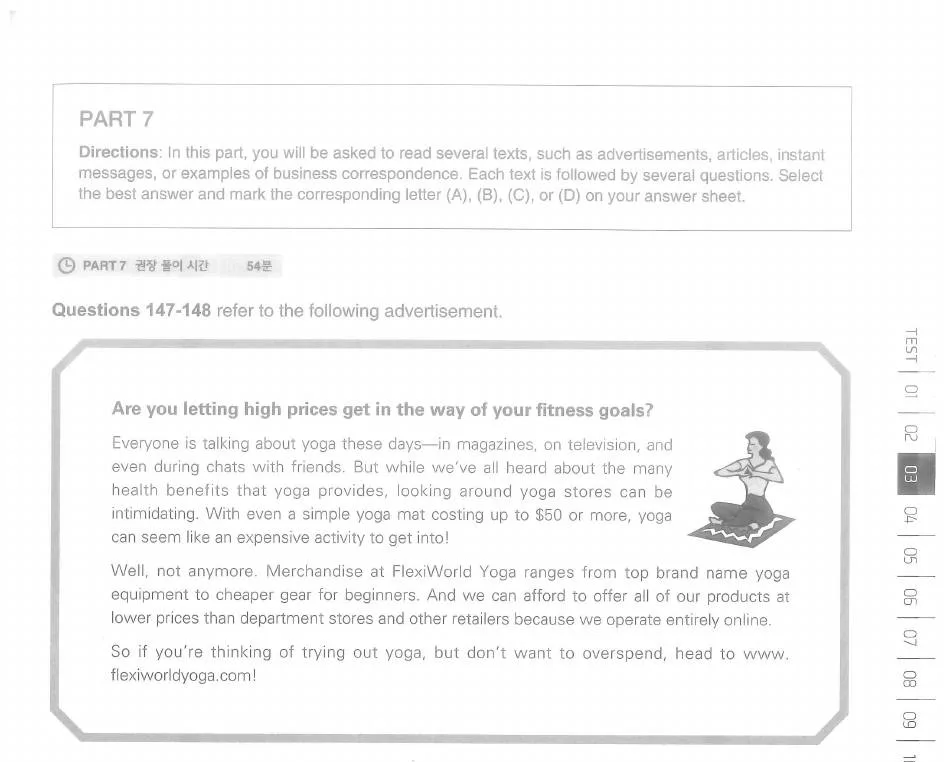 PART 7
Directions: In this part, you will be asked to read several texts, such as advertisements, articles, instant
messages, or examples of business correspondence. Each text is followed by several questions. Select
the best answer and mark the corresponding letter (A), (B), (C), or (D) on your answer sheet.
PART 7 권장 풀이 시간 54분
Questions 147-148 refer to the following advertisement.
Are you letting high prices get in the way of your fitness goals?
Everyone is talking about yoga these days—in magazines, on television, and
even during chats with friends. But while we've all heard about the many
health benefits that yoga provides, looking around yoga stores can be
intimidating. With even a simple yoga mat costing up to $50 or more, yoga
can seem like an expensive activity to get into!
Well, not anymore. Merchandise at FlexiWorld Yoga ranges from top brand name yoga
equipment to cheaper gear for beginners. And we can afford to offer all of our products at
lower prices than department stores and other retailers because we operate entirely online.
So if you're thinking of trying out yoga, but don't want to overspend, head to www.
flexiworldyoga.com!
TEST
01
02
03
04
05
06
07
08
09